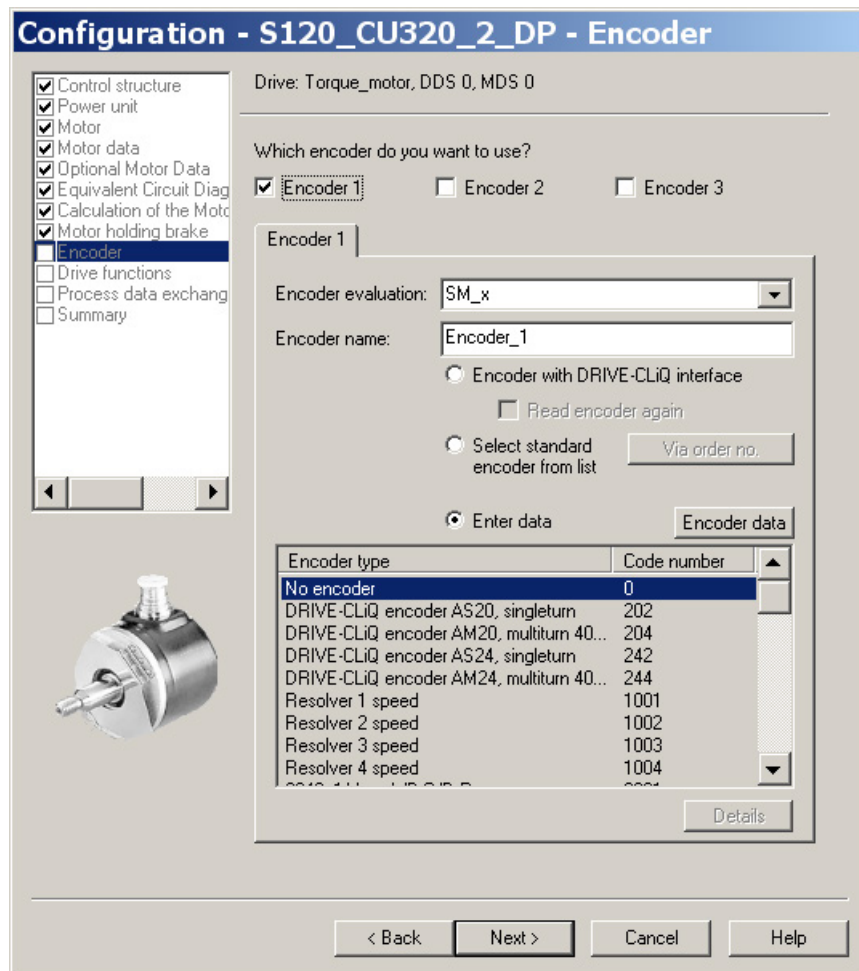 Configuration - S120_CU320_2_DP - Encoder
Control structure
Power unit
Motor
Motor data
Optional Motor Data
Equivalent Circuit Diag
Calculation of the Moto
Motor holding brake
Encoder
Drive functions
Process data exchang
Summary
Drive: Torque_motor, DDS 0, MDS 0
Which encoder do you want to use?
Encoder 1 Encoder 2 Encoder 3
Encoder 1
Encoder evaluation: SM_x
Encoder name: Encoder_1
Encoder with DRIVE-CLiQ interface
Read encoder again
Select standard encoder from list Via order no.
Enter data Encoder data
Encoder type Code number
No encoder 0
DRIVE-CLiQ encoder AS20, singleturn 202
DRIVE-CLiQ encoder AM20, multiturn 40... 204
DRIVE-CLiQ encoder AS24, singleturn 242
DRIVE-CLiQ encoder AM24, multiturn 40... 244
Resolver 1 speed 1001
Resolver 2 speed 1002
Resolver 3 speed 1003
Resolver 4 speed 1004
Details
< Back Next > Cancel Help